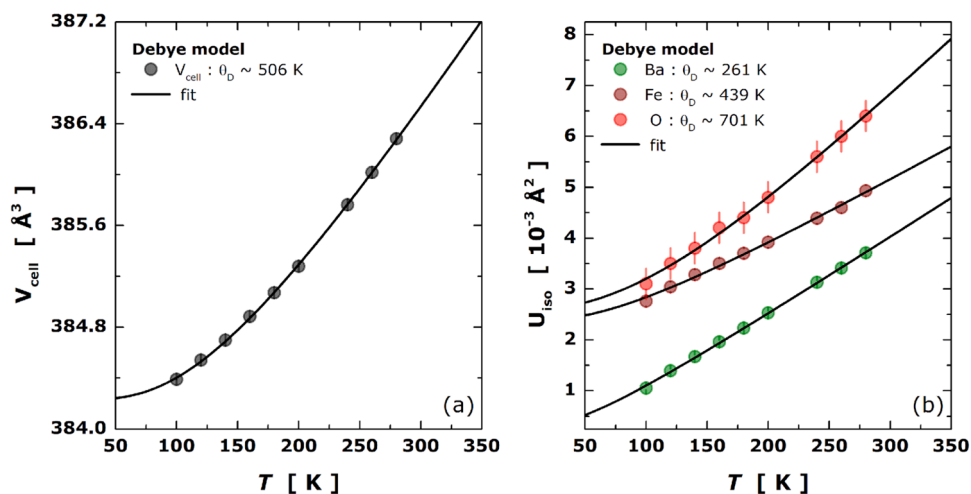 387.2
386.4
385.6
384.8
384.0
V_cell [ Å³ ]
Debye model
V_cell : θ_D ~ 506 K
fit
(a)
50 100 150 200 250 300 350
T [ K ]
8
7
6
5
4
3
2
1
U_iso [ 10⁻³ Å² ]
Debye model
Ba : θ_D ~ 261 K
Fe : θ_D ~ 439 K
O : θ_D ~ 701 K
fit
(b)
50 100 150 200 250 300 350
T [ K ]